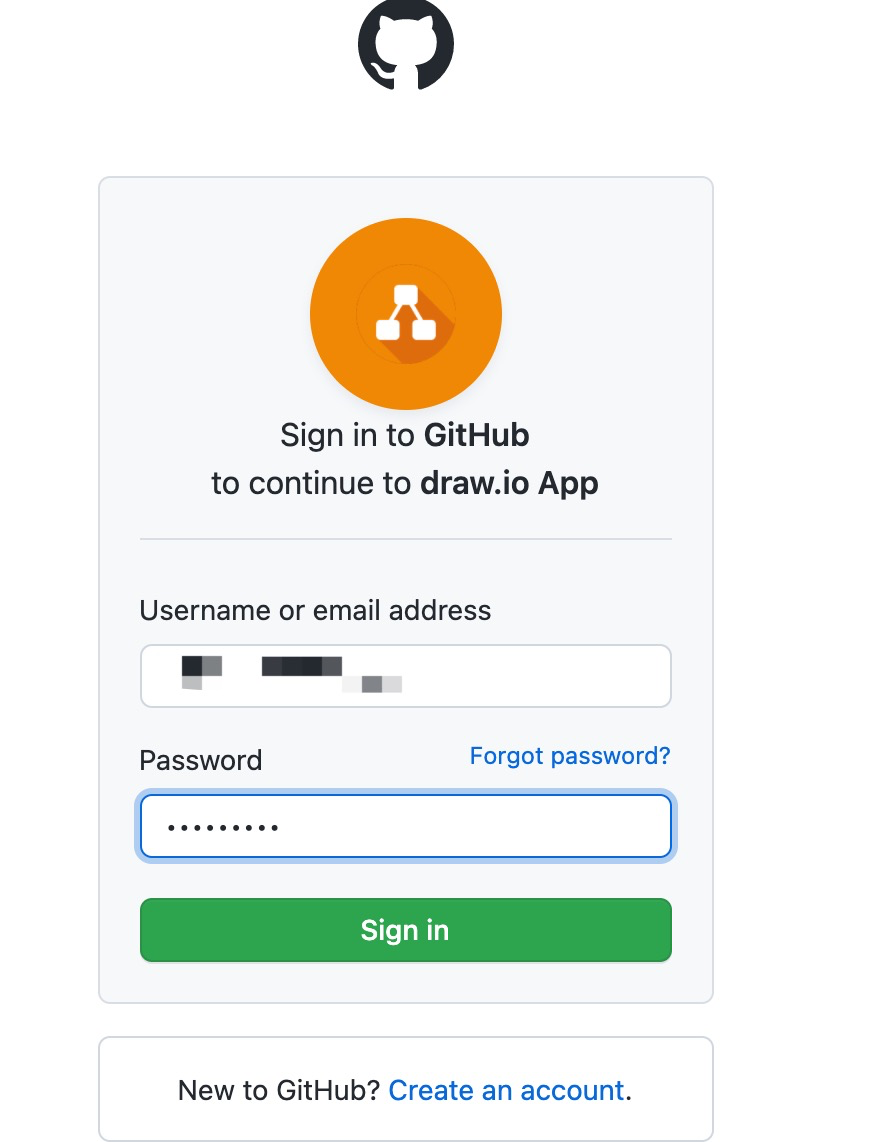 Sign in to GitHub
to continue to draw.io App
Username or email address
Password
Forgot password?
•••••••••
Sign in
New to GitHub? Create an account.